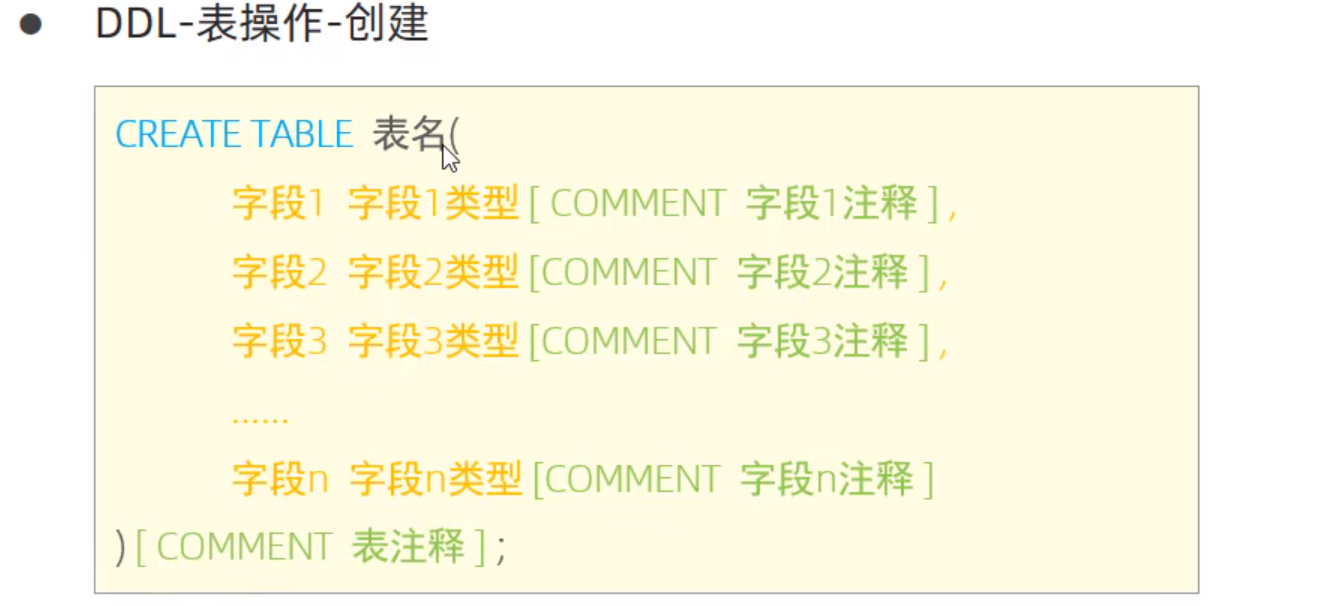 ● DDL-表操作-创建
CREATE TABLE 表名(
字段1 字段1类型 [ COMMENT 字段1注释 ] ,
字段2 字段2类型 [COMMENT 字段2注释 ] ,
字段3 字段3类型 [COMMENT 字段3注释 ] ,
......
字段n 字段n类型 [COMMENT 字段n注释 ]
) [ COMMENT 表注释 ] ;